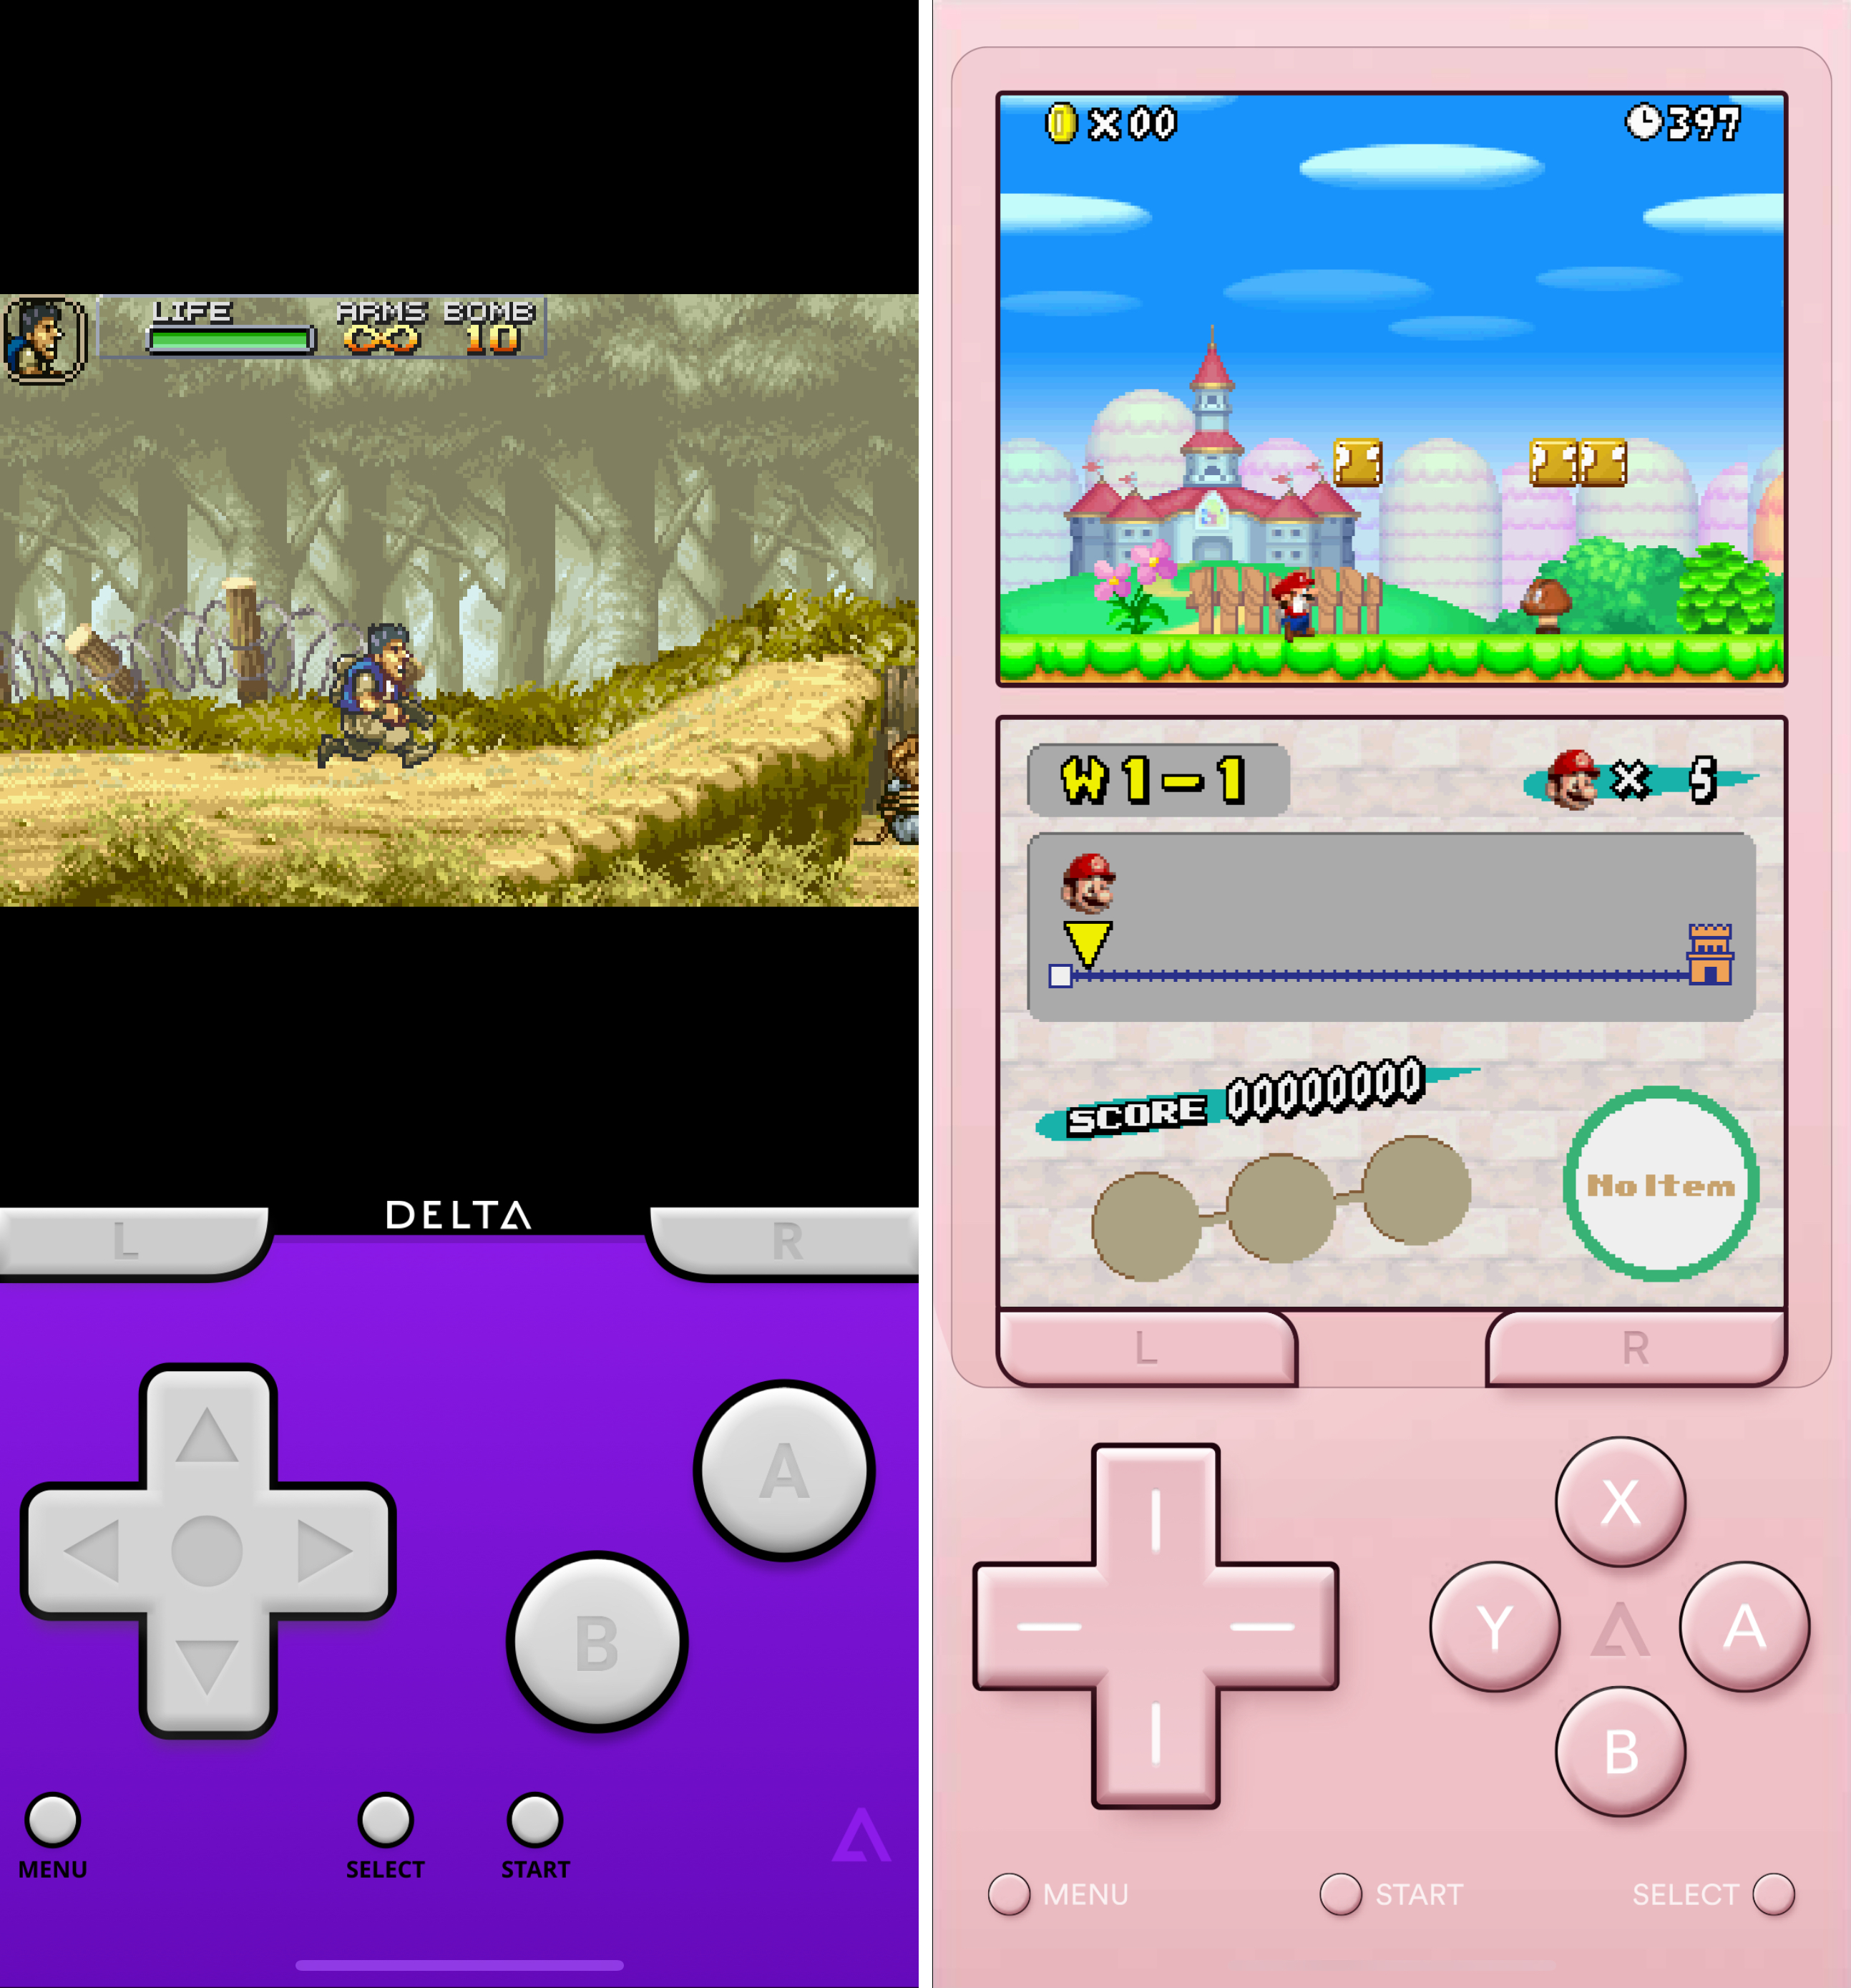 LIFE ARMS BOMB
∞ 10
L DELTA R
A
B
MENU SELECT START
×00 397
W1-1 × 5
SCORE 00000000
No Item
L R
X
Y A
B
MENU START SELECT